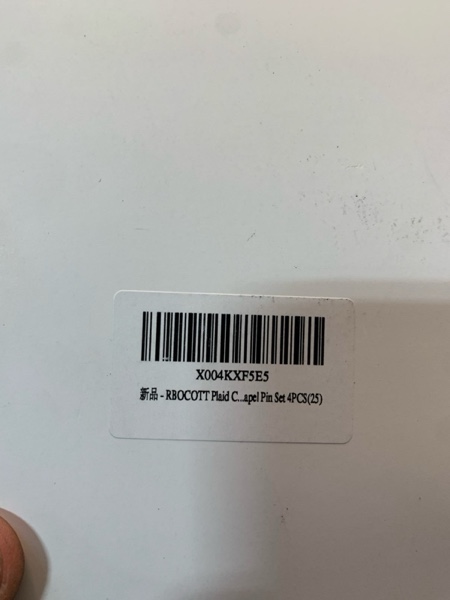 X004KXF5E5
新品 - RBOCOTT Plaid C...apel Pin Set 4PCS(25)